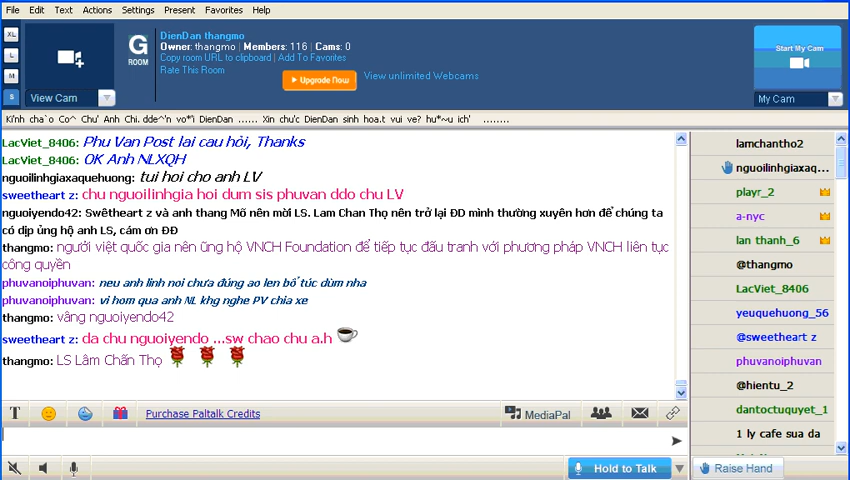 File Edit Text Actions Settings Present Favorites Help
XL
L
M
S
View Cam
G
ROOM
DienDan thangmo
Owner: thangmo | Members: 116 | Cams: 0
Copy room URL to clipboard | Add To Favorites
Rate This Room
Upgrade Now
View unlimited Webcams
Start My Cam
My Cam
Ki'nh cha`o Co^ Chu' Anh Chi. dde^'n vo*'i DienDan ...... Xin chu'c DienDan sinh hoa.t vui ve? hu*~u ich' ........
LacViet_8406: Phu Van Post lai cau hỏi, Thanks
LacViet_8406: OK Anh NLXQH
nguoilinhgiaxaquehuong: tui hoi cho anh LV
sweetheart z: chu nguoilinhgia hoi dum sis phuvan ddo chu LV
nguoiyendo42: Swêtheart z và anh thang Mõ nên mời LS. Lam Chan Thọ nên trở lại ĐD mình thường xuyên hơn để chúng ta
có dịp ủng hộ anh LS, cám ơn ĐĐ
thangmo: người việt quốc gia nên ũng hộ VNCH Foundation để tiếp tục đấu tranh với phương pháp VNCH liên tục
công quyền
phuvanoiphuvan: neu anh linh noi chưa đúng ao len bổ túc dùm nha
phuvanoiphuvan: vi hom qua anh NL khg nghe PV chia xe
thangmo: vâng nguoiyendo42
sweetheart z: da chu nguoiyendo ...sw chao chu a.h
thangmo: LS Lâm Chấn Thọ
T
Purchase Paltalk Credits
MediaPal
Hold to Talk
lamchantho2
nguoilinhgiaxaq...
playr_2
a-nyc
lan thanh_6
@thangmo
LacViet_8406
yeuquehuong_56
@sweetheart z
phuvanoiphuvan
@hientu_2
dantoctuquyet_1
1 ly cafe sua da
Raise Hand